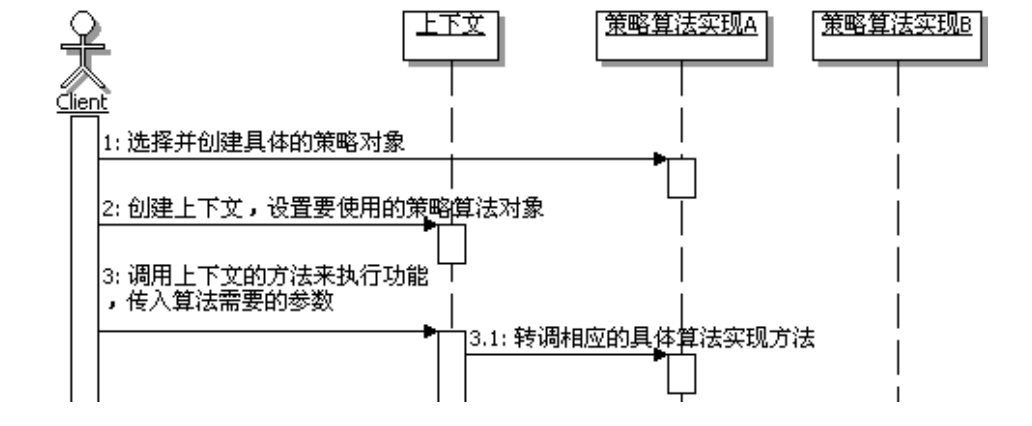 上下文
策略算法实现A
策略算法实现B
Client
1: 选择并创建具体的策略对象
2: 创建上下文，设置要使用的策略算法对象
3: 调用上下文的方法来执行功能
，传入算法需要的参数
3.1: 转调相应的具体算法实现方法